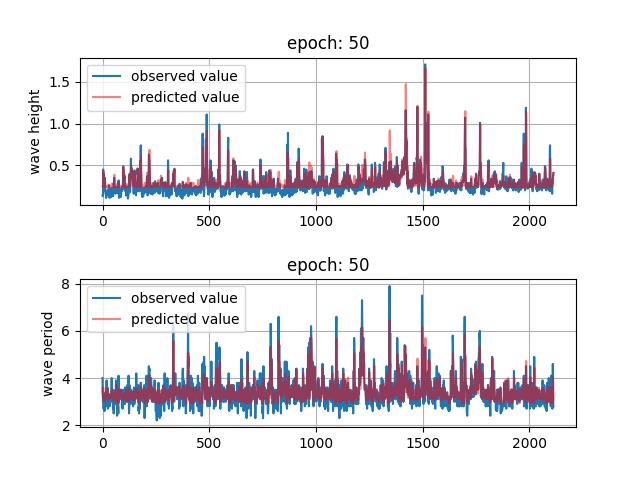 epoch: 50
wave height
1.5
1.0
0.5
observed value
predicted value
0 500 1000 1500 2000
epoch: 50
wave period
8
6
4
2
observed value
predicted value
0 500 1000 1500 2000